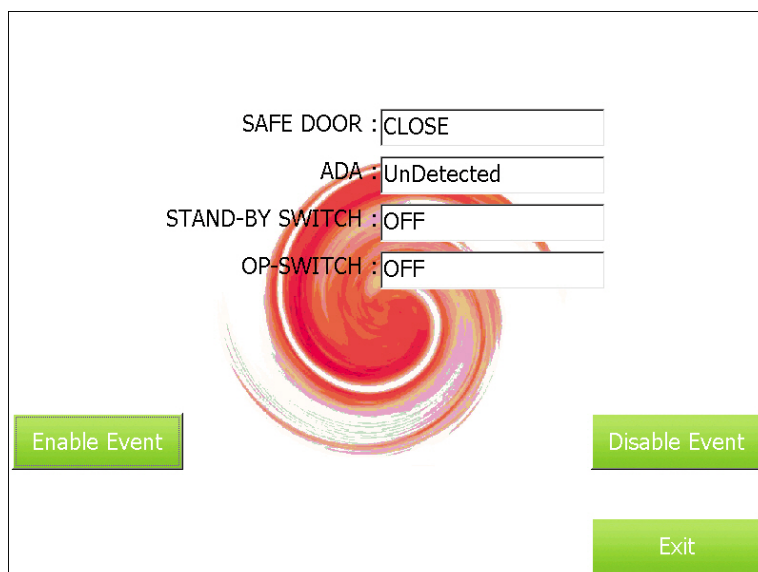 SAFE DOOR : CLOSE
ADA : UnDetected
STAND-BY SWITCH : OFF
OP-SWITCH : OFF
Enable Event Disable Event
Exit